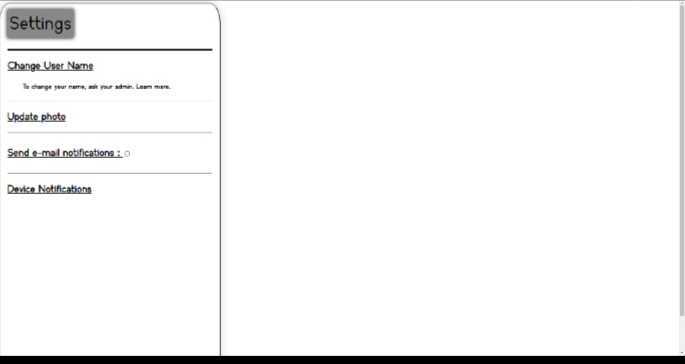 Settings
Change User Name
To change your name, ask your admin. Learn more.
Update photo
Send e-mail notifications :
Device Notifications